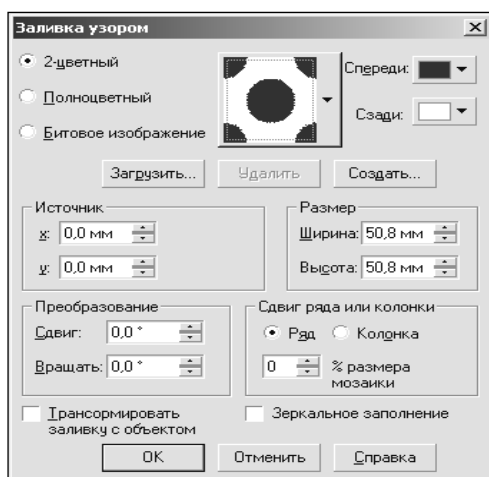 Заливка узором
2-цветный
Полноцветный
Битовое изображение
Спереди:
Сзади:
Загрузить... Удалить Создать...
Источник
x: 0,0 мм
y: 0,0 мм
Размер
Ширина: 50,8 мм
Высота: 50,8 мм
Преобразование
Сдвиг: 0,0 °
Вращать: 0,0 °
Сдвиг ряда или колонки
Ряд Колонка
0 % размера
мозаики
Трансормировать
заливку с объектом
Зеркальное заполнение
OK Отменить Справка